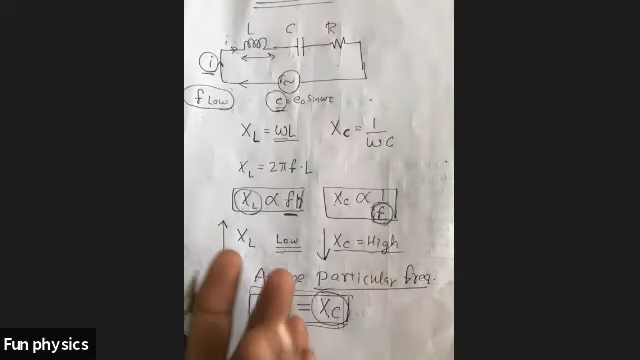 L C R
i
i
f Low e = e₀ sinωt
X_L = ωL X_C = 1/ωC
X_L = 2πf · L
X_L ∝ f X_C ∝ 1/f
X_L Low X_C = High
particular freq.
= X_C
Fun physics